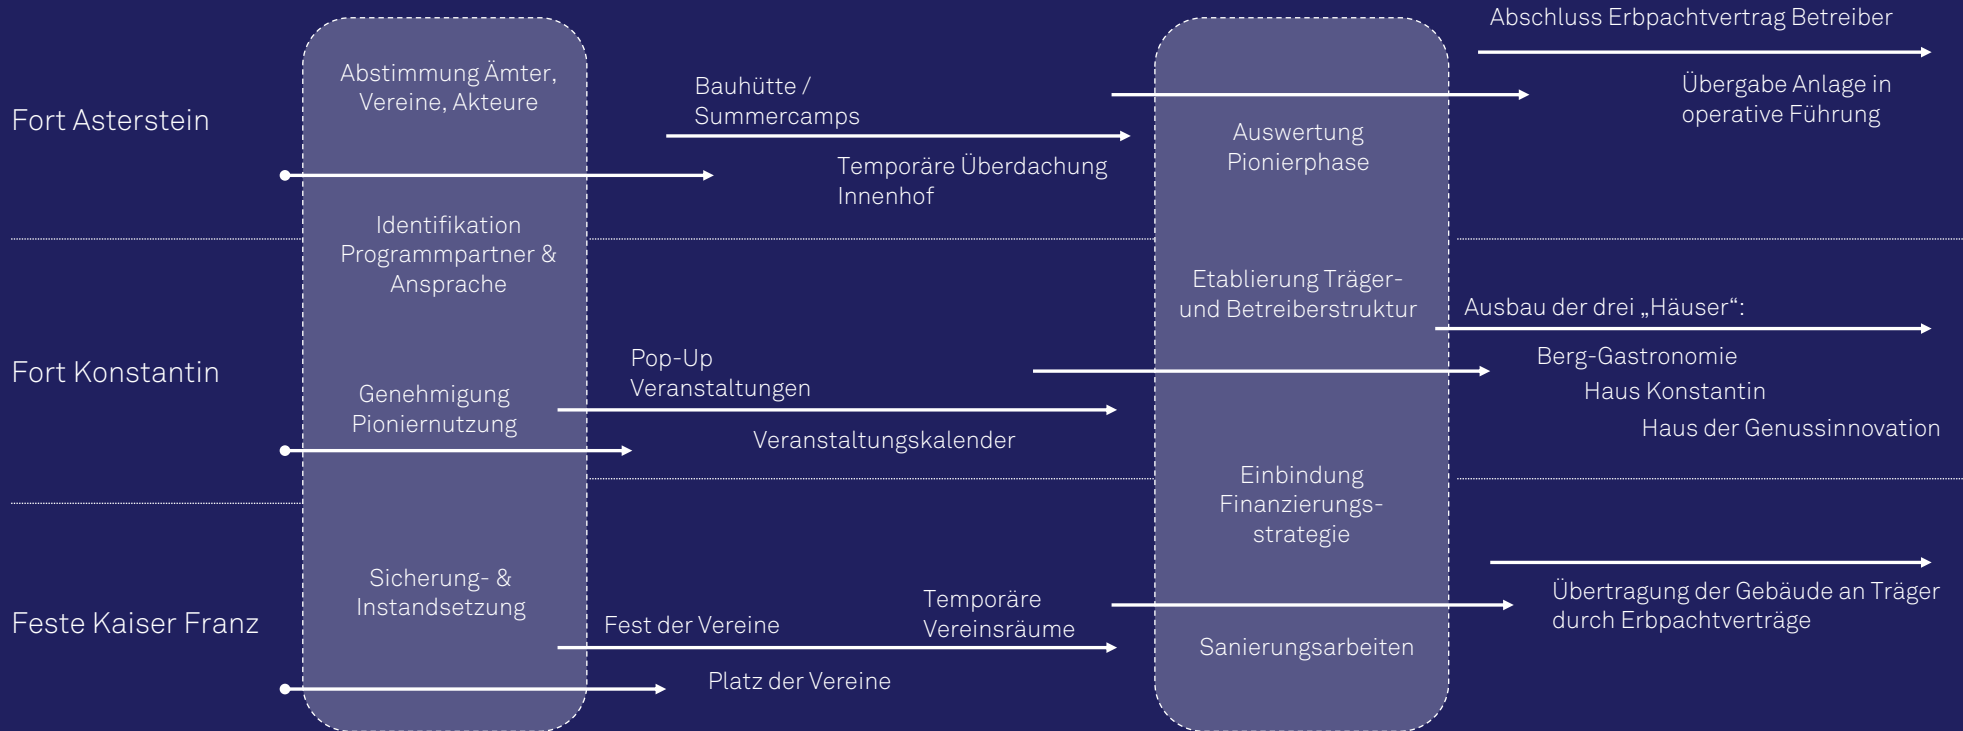 Fort Asterstein
Fort Konstantin
Feste Kaiser Franz
Abstimmung Ämter,
Vereine, Akteure
Identifikation
Programmpartner &
Ansprache
Genehmigung
Pioniernutzung
Sicherung- &
Instandsetzung
Bauhütte /
Summercamps
Temporäre Überdachung
Innenhof
Pop-Up
Veranstaltungen
Veranstaltungskalender
Fest der Vereine
Temporäre
Vereinsräume
Platz der Vereine
Auswertung
Pionierphase
Etablierung Träger-
und Betreiberstruktur
Einbindung
Finanzierungs-
strategie
Sanierungsarbeiten
Abschluss Erbpachtvertrag Betreiber
Übergabe Anlage in
operative Führung
Ausbau der drei „Häuser“:
Berg-Gastronomie
Haus Konstantin
Haus der Genussinnovation
Übertragung der Gebäude an Träger
durch Erbpachtverträge